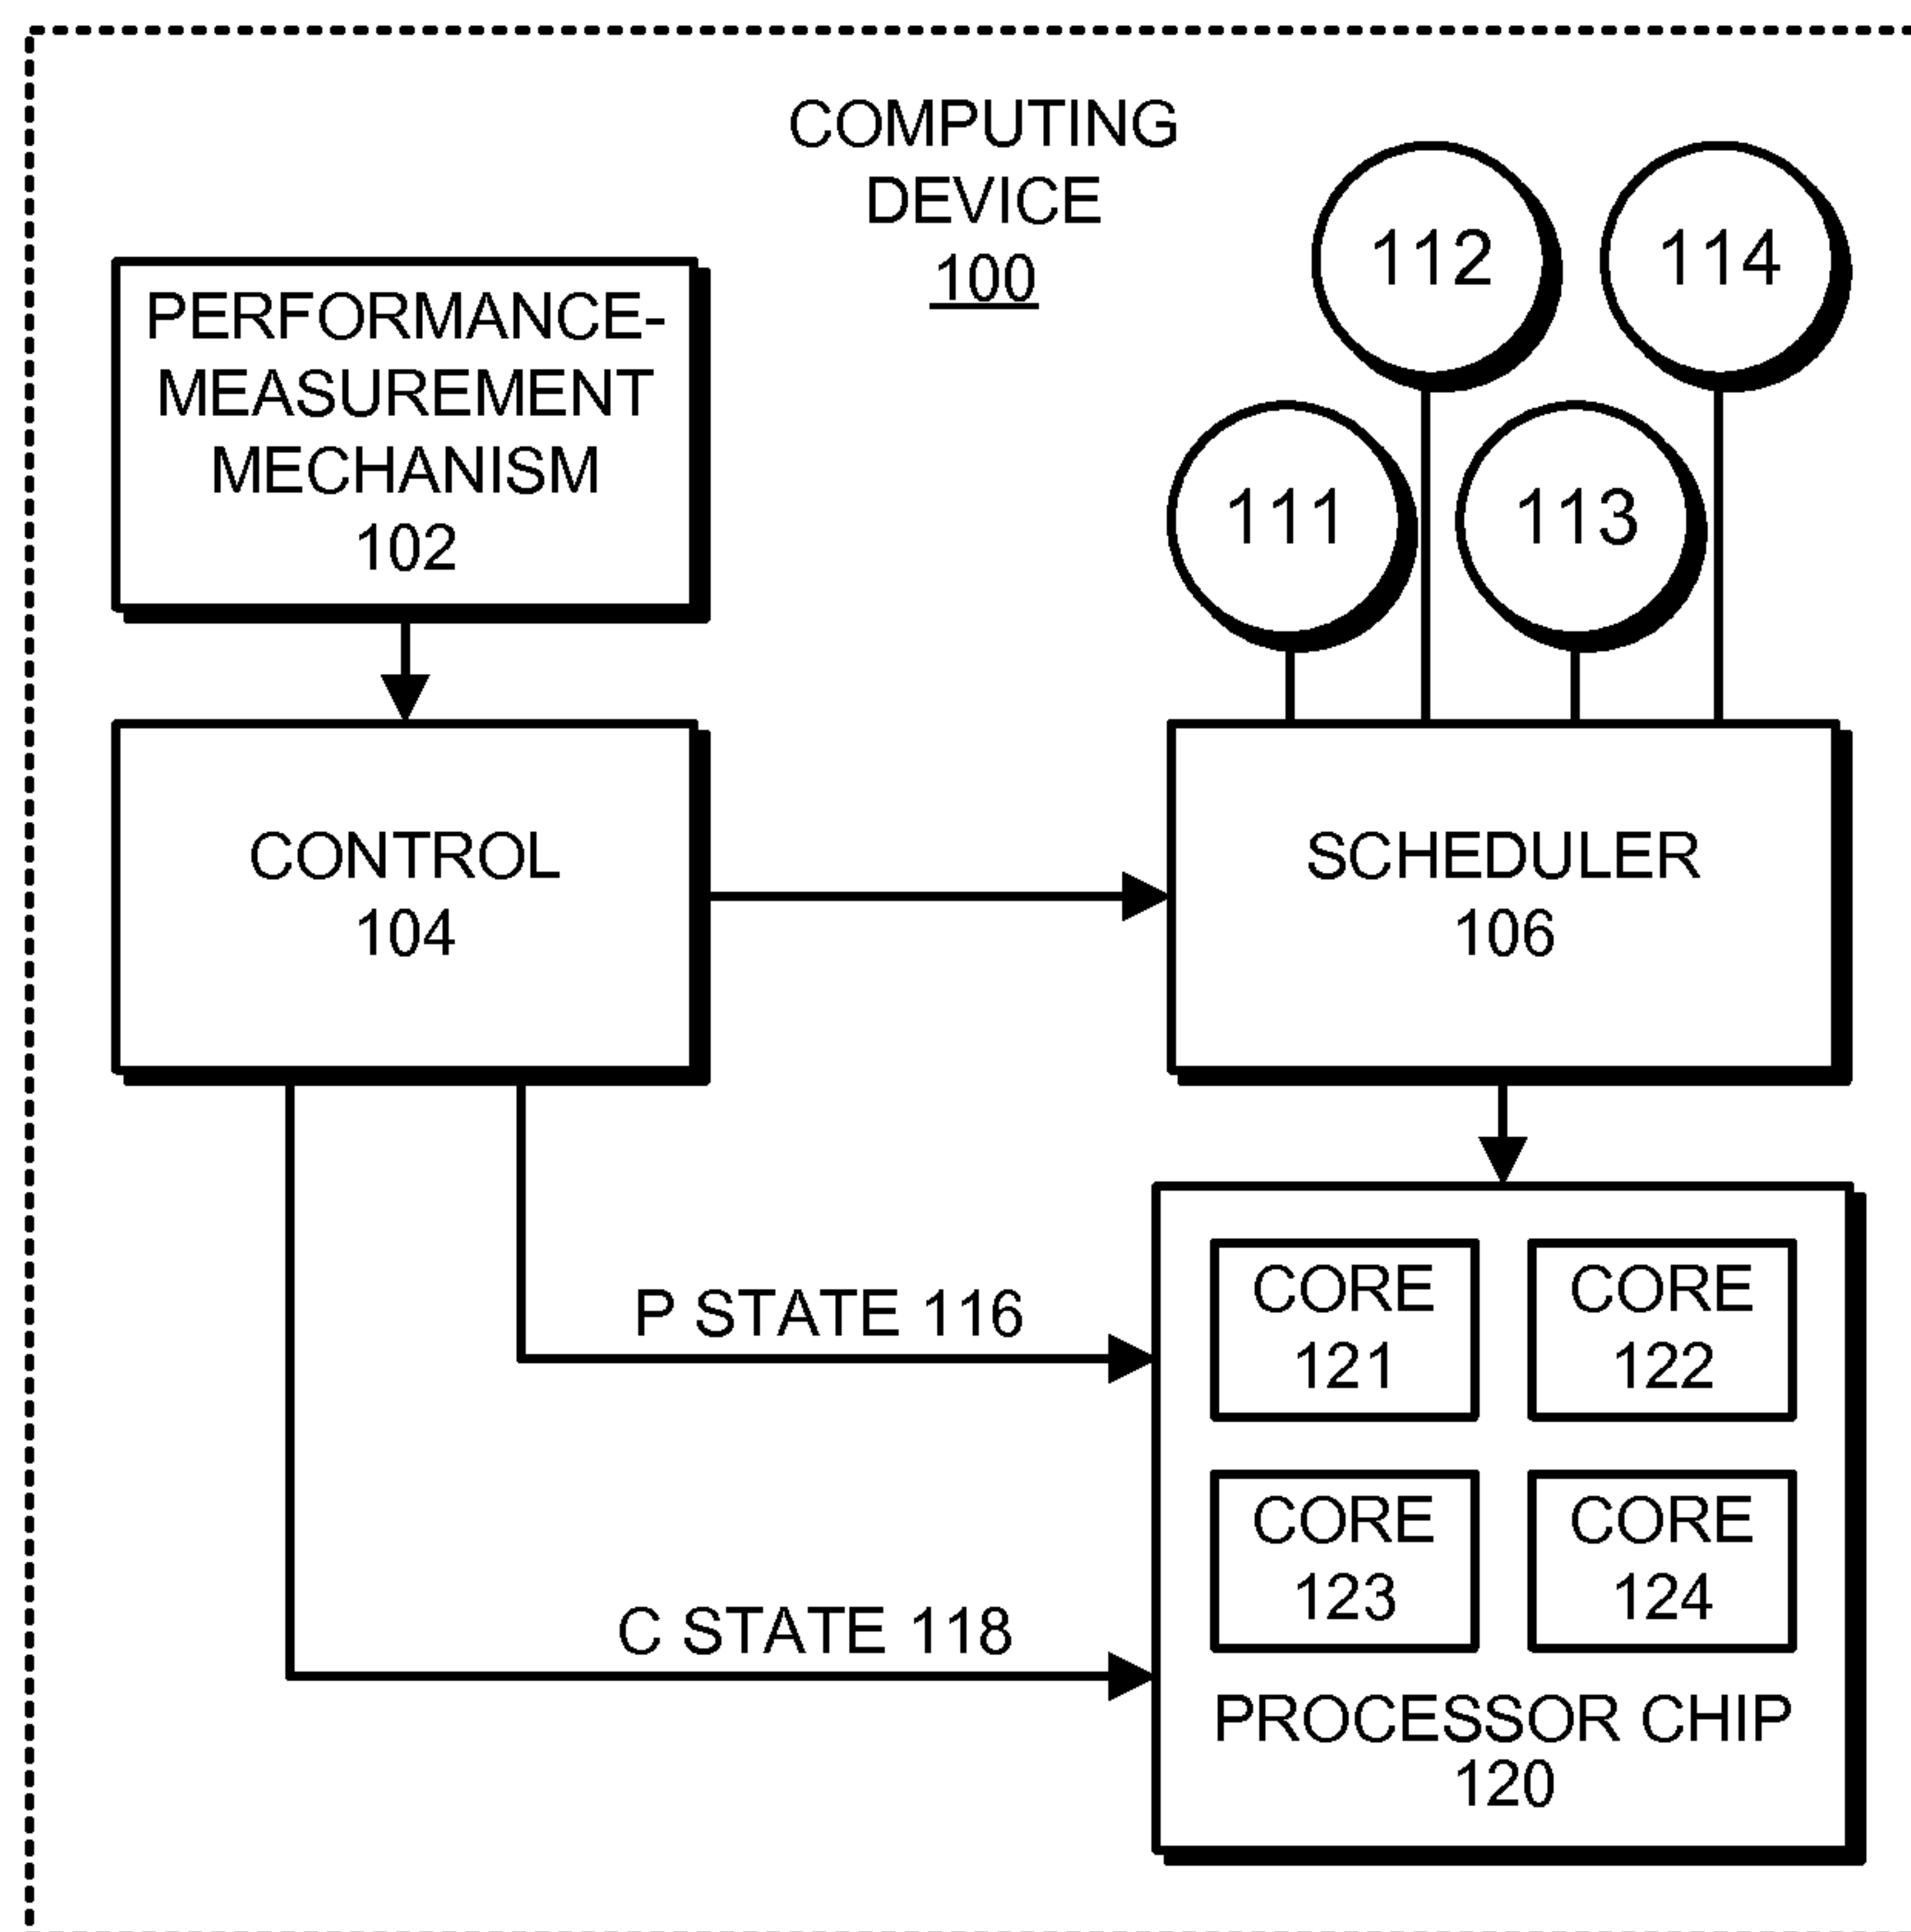 COMPUTING
DEVICE
100
PERFORMANCE-
MEASUREMENT
MECHANISM
102
112
114
111
113
CONTROL
104
SCHEDULER
106
P STATE 116
C STATE 118
CORE
121
CORE
122
CORE
123
CORE
124
PROCESSOR CHIP
120